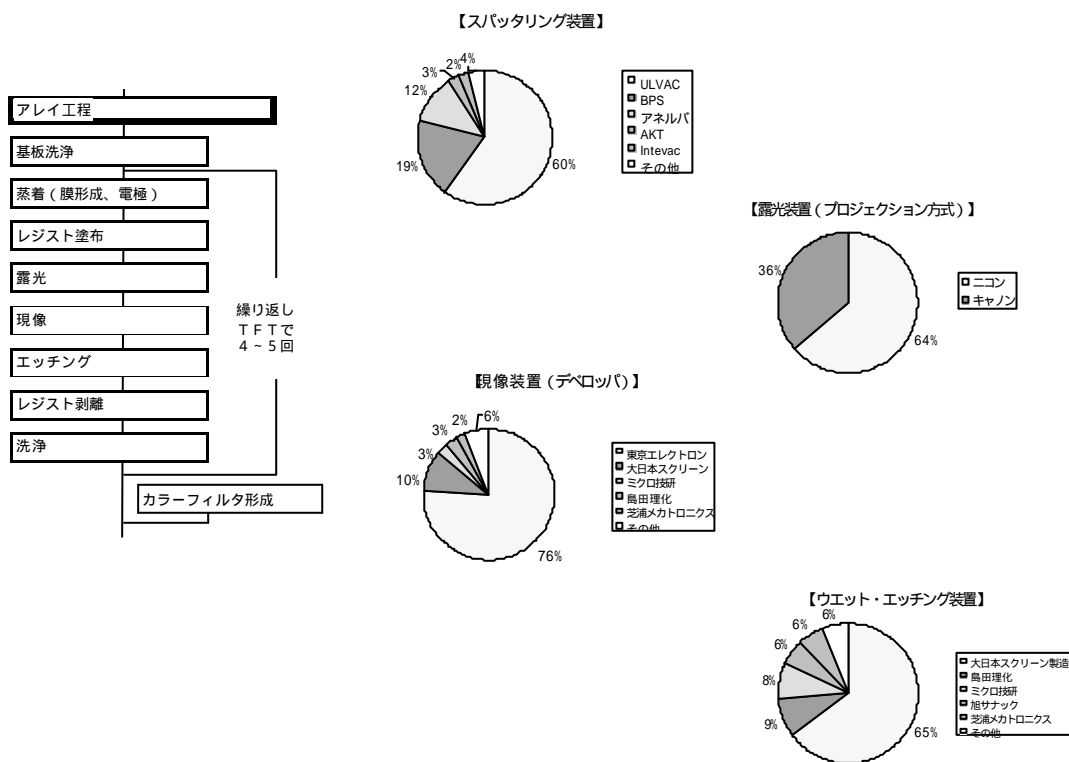 【スパッタリング装置】
4%
2%
3%
12%
19%
60%
ULVAC
BPS
アネルバ
AKT
Intevac
その他
アレイ工程
基板洗浄
蒸着(膜形成、電極)
レジスト塗布
露光
現像
エッチング
レジスト剥離
洗浄
カラーフィルタ形成
繰り返し
TFTで
4~5回
【露光装置(プロジェクション方式)】
36%
64%
ニコン
キャノン
【現像装置(デベロッパ)】
6%
2%
3%
3%
10%
76%
東京エレクトロン
大日本スクリーン
ミクロ技研
島田理化
芝浦メカトロニクス
その他
【ウエット・エッチング装置】
6%
6%
6%
8%
9%
65%
大日本スクリーン製造
島田理化
ミクロ技研
旭サナック
芝浦メカトロニクス
その他